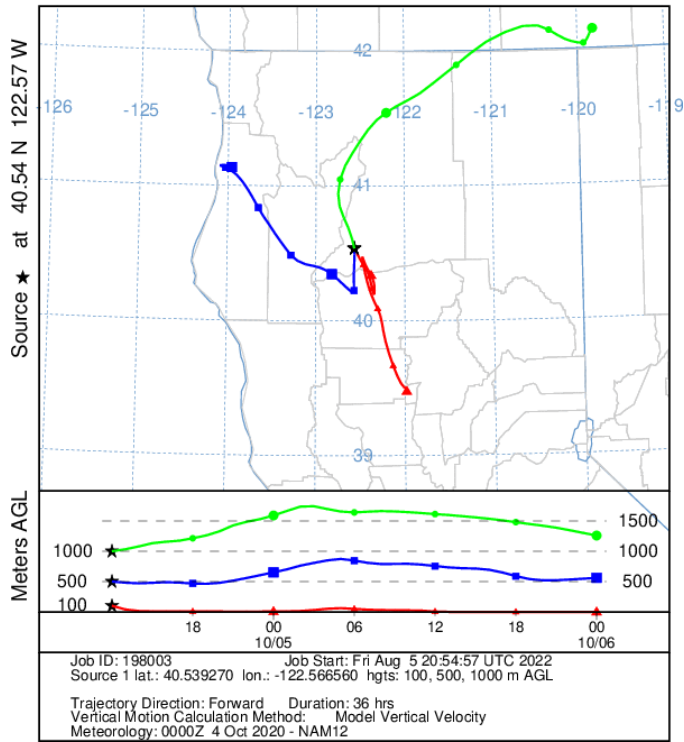 Source ★ at 40.54 N 122.57 W
42
-126 -125 -124 -123 -122 -121 -120 -119
41
40
39
Meters AGL
1500
1000 1000
500 500
100
18 00 06 12 18 00
10/05 10/06
Job ID: 198003 Job Start: Fri Aug 5 20:54:57 UTC 2022
Source 1 lat.: 40.539270 lon.: -122.566560 hgts: 100, 500, 1000 m AGL
Trajectory Direction: Forward Duration: 36 hrs
Vertical Motion Calculation Method: Model Vertical Velocity
Meteorology: 0000Z 4 Oct 2020 - NAM12